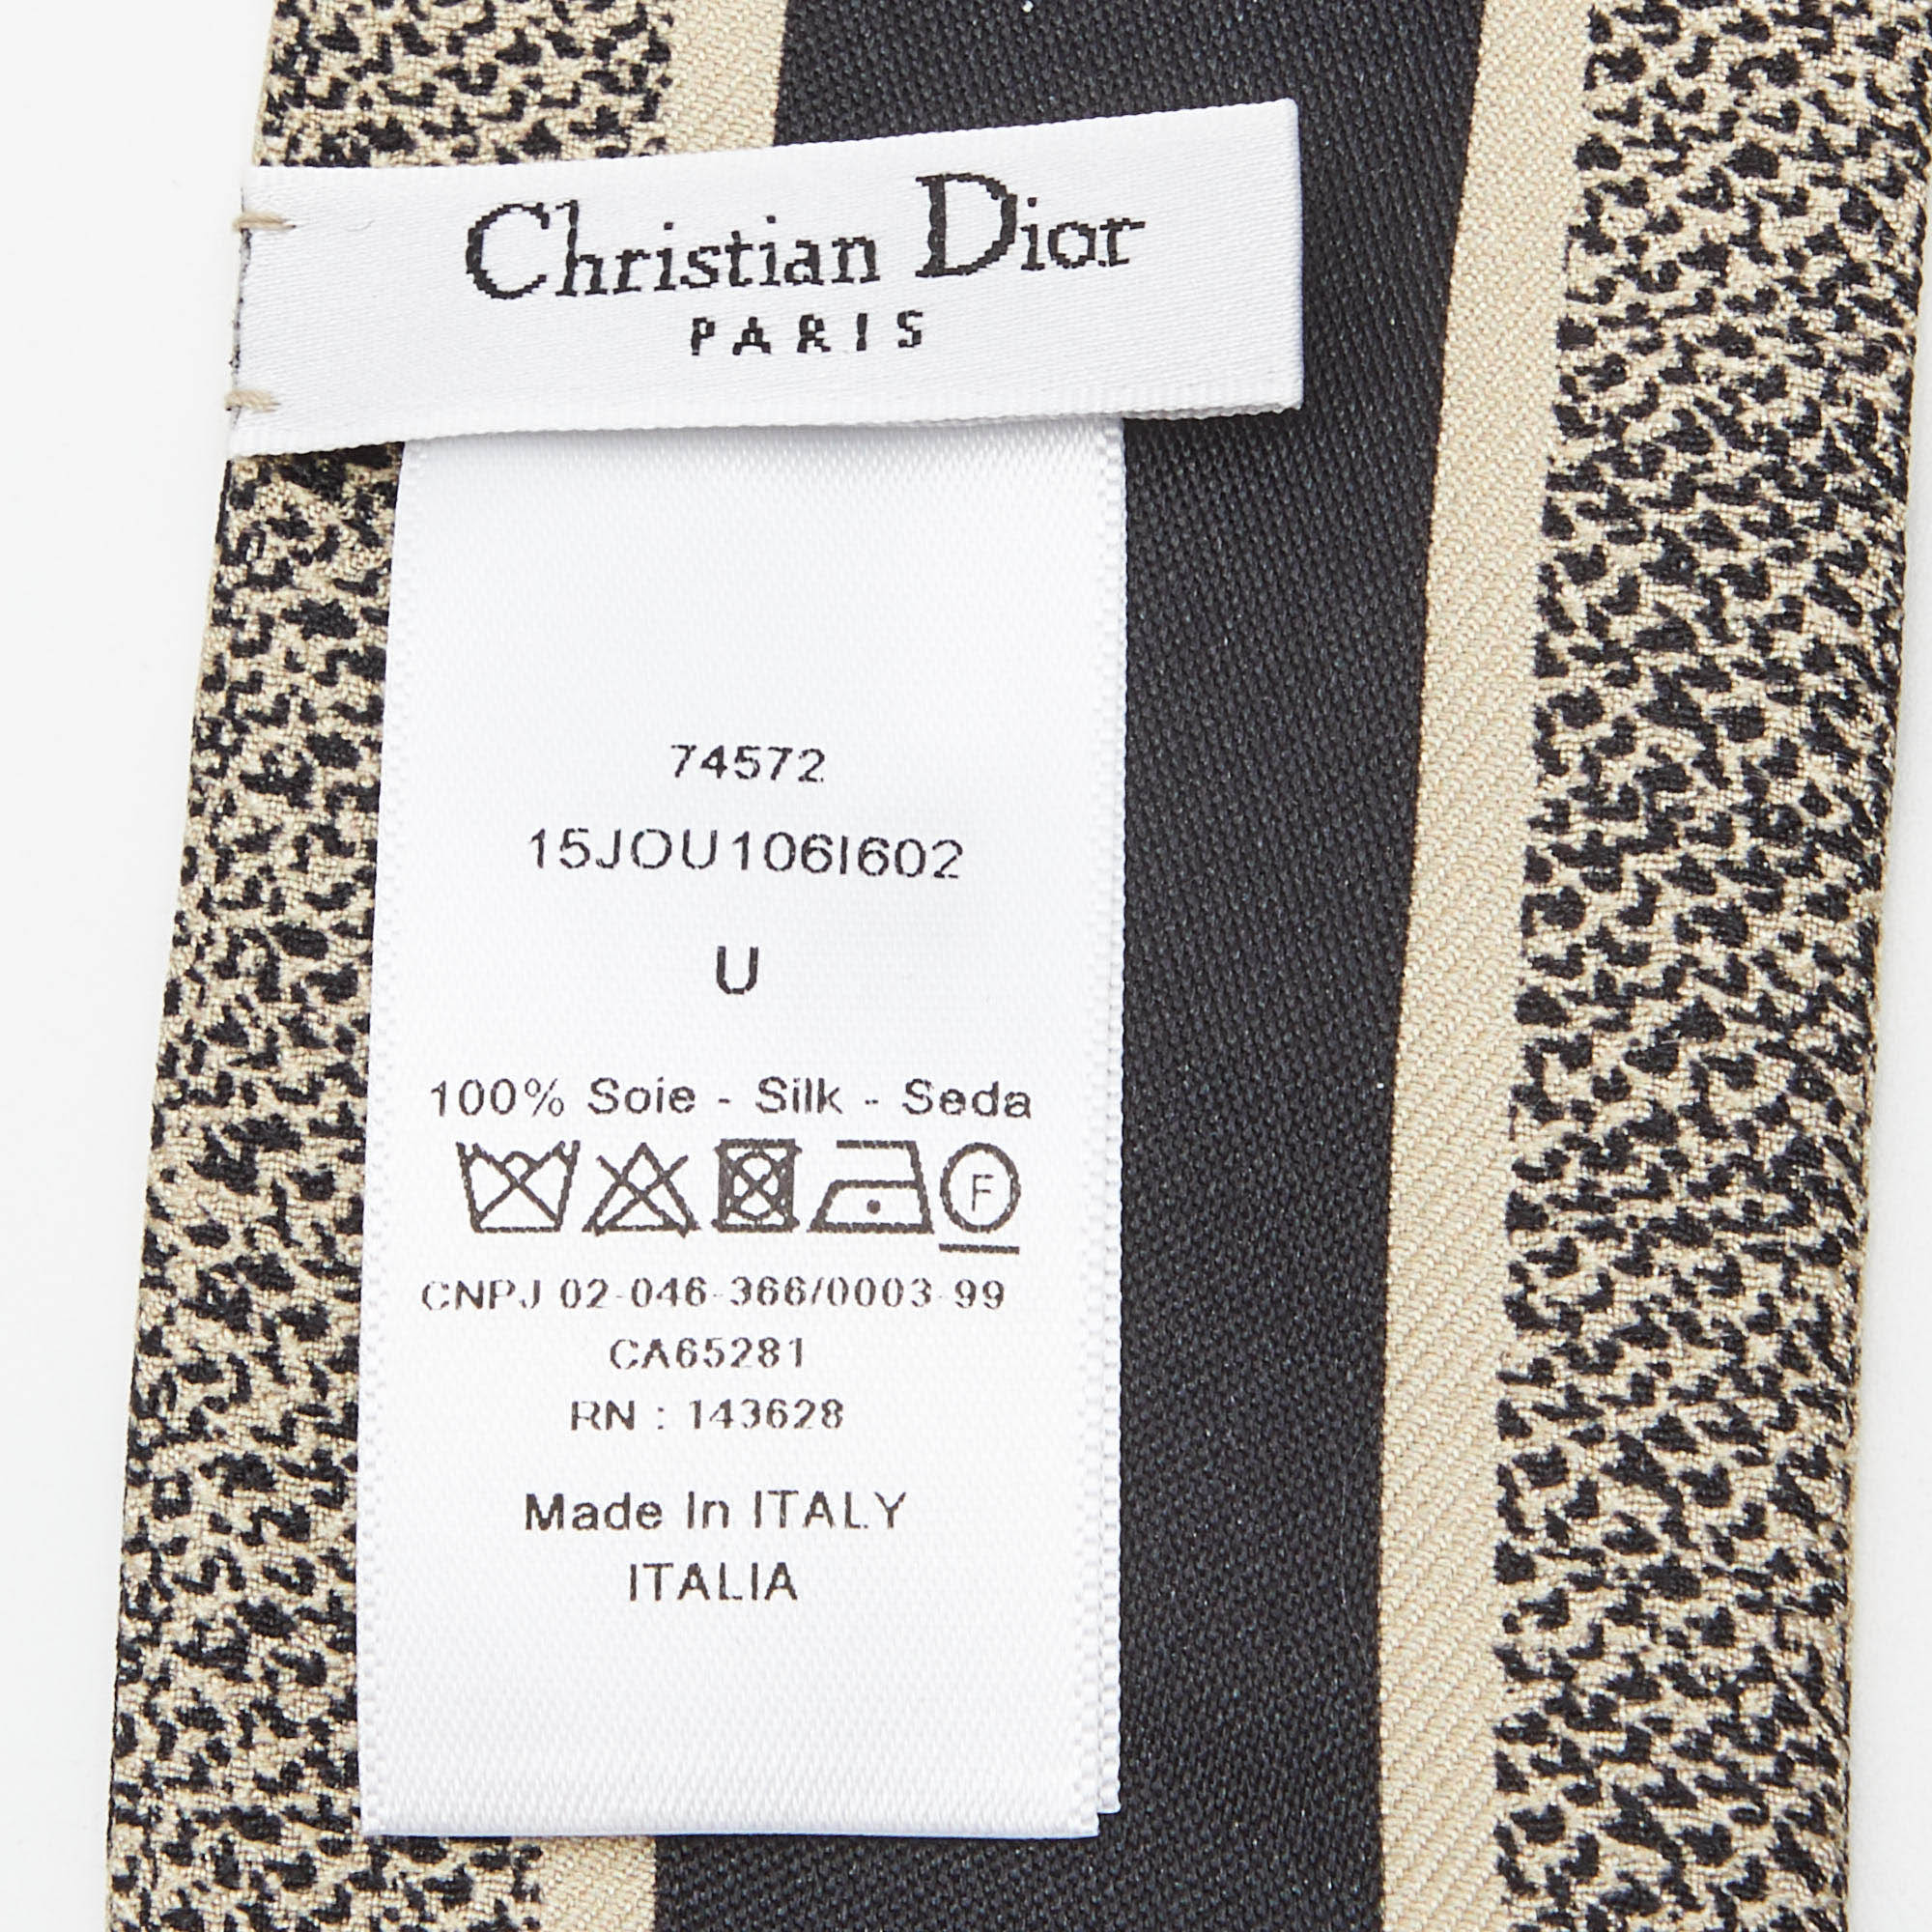 Christian Dior
PARIS
74572
15JOU106I602
U
100% Soie - Silk - Seda
F
CNPJ 02-046-366/0003-99
CA65281
RN : 143628
Made In ITALY
ITALIA